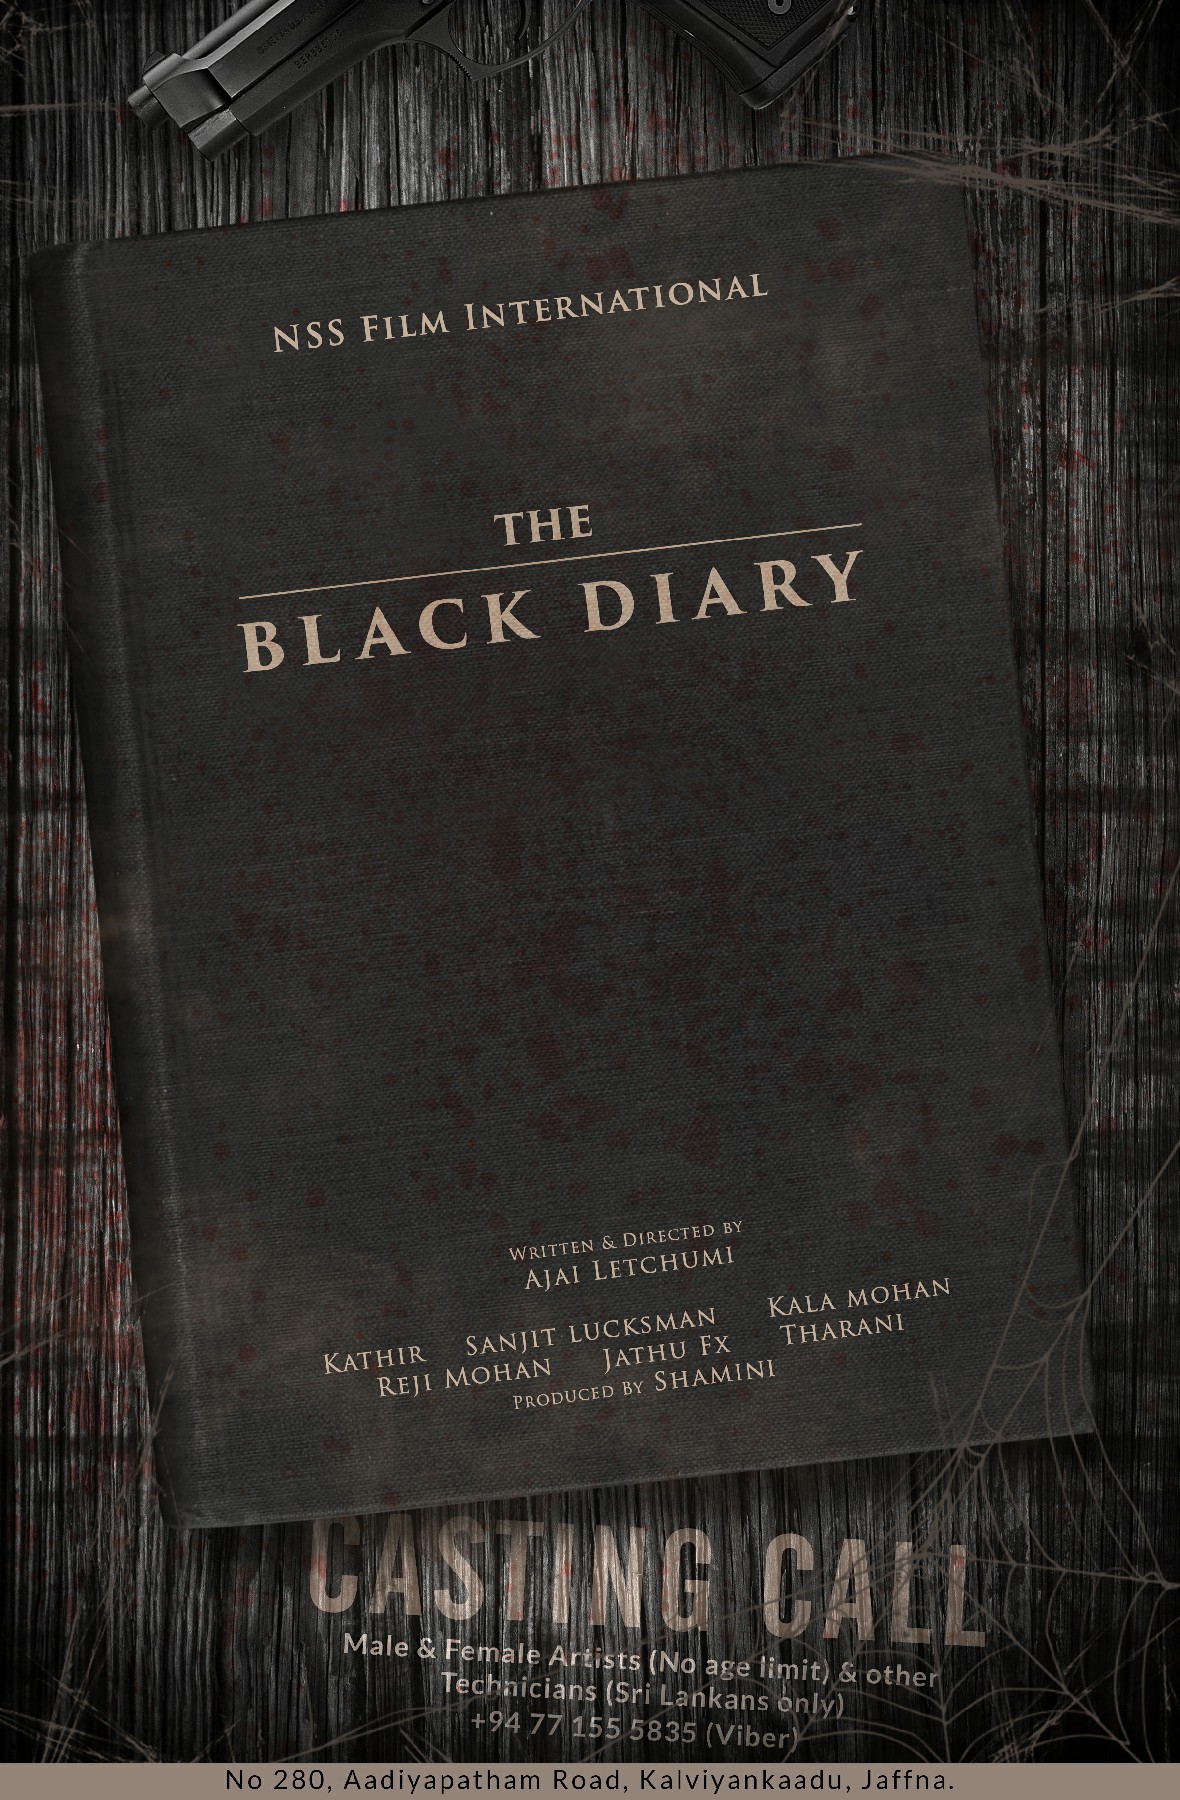 NSS Film International
THE
BLACK DIARY
Written & Directed by
Ajai Letchumi
Kathir Sanjit lucksman Kala mohan
Reji Mohan Jathu Fx Tharani
Produced By Shamini
CASTING CALL
Male & Female Artists (No age limit) & other
Technicians (Sri Lankans only)
+94 77 155 5835 (Viber)
No 280, Aadiyapatham Road, Kalviyankaadu, Jaffna.